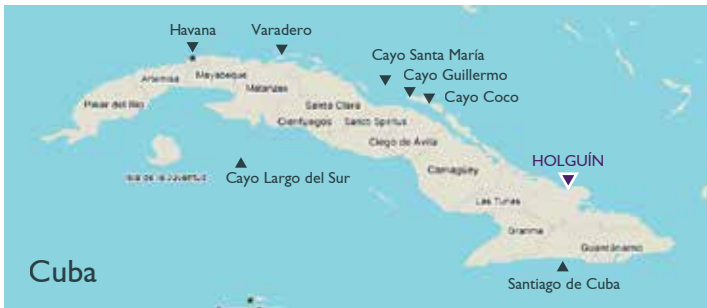 Havana
Varadero
Cayo Santa María
Cayo Guillermo
Cayo Coco
Artemisa
Mayabeque
Matanzas
Pinar del Rio
Santa Clara
Cienfuegos
Sancti Spiritus
Ciego de Ávila
HOLGUÍN
Isla de la Juventud
Cayo Largo del Sur
Camagüey
Las Tunas
Granma
Guantánamo
Cuba
Santiago de Cuba